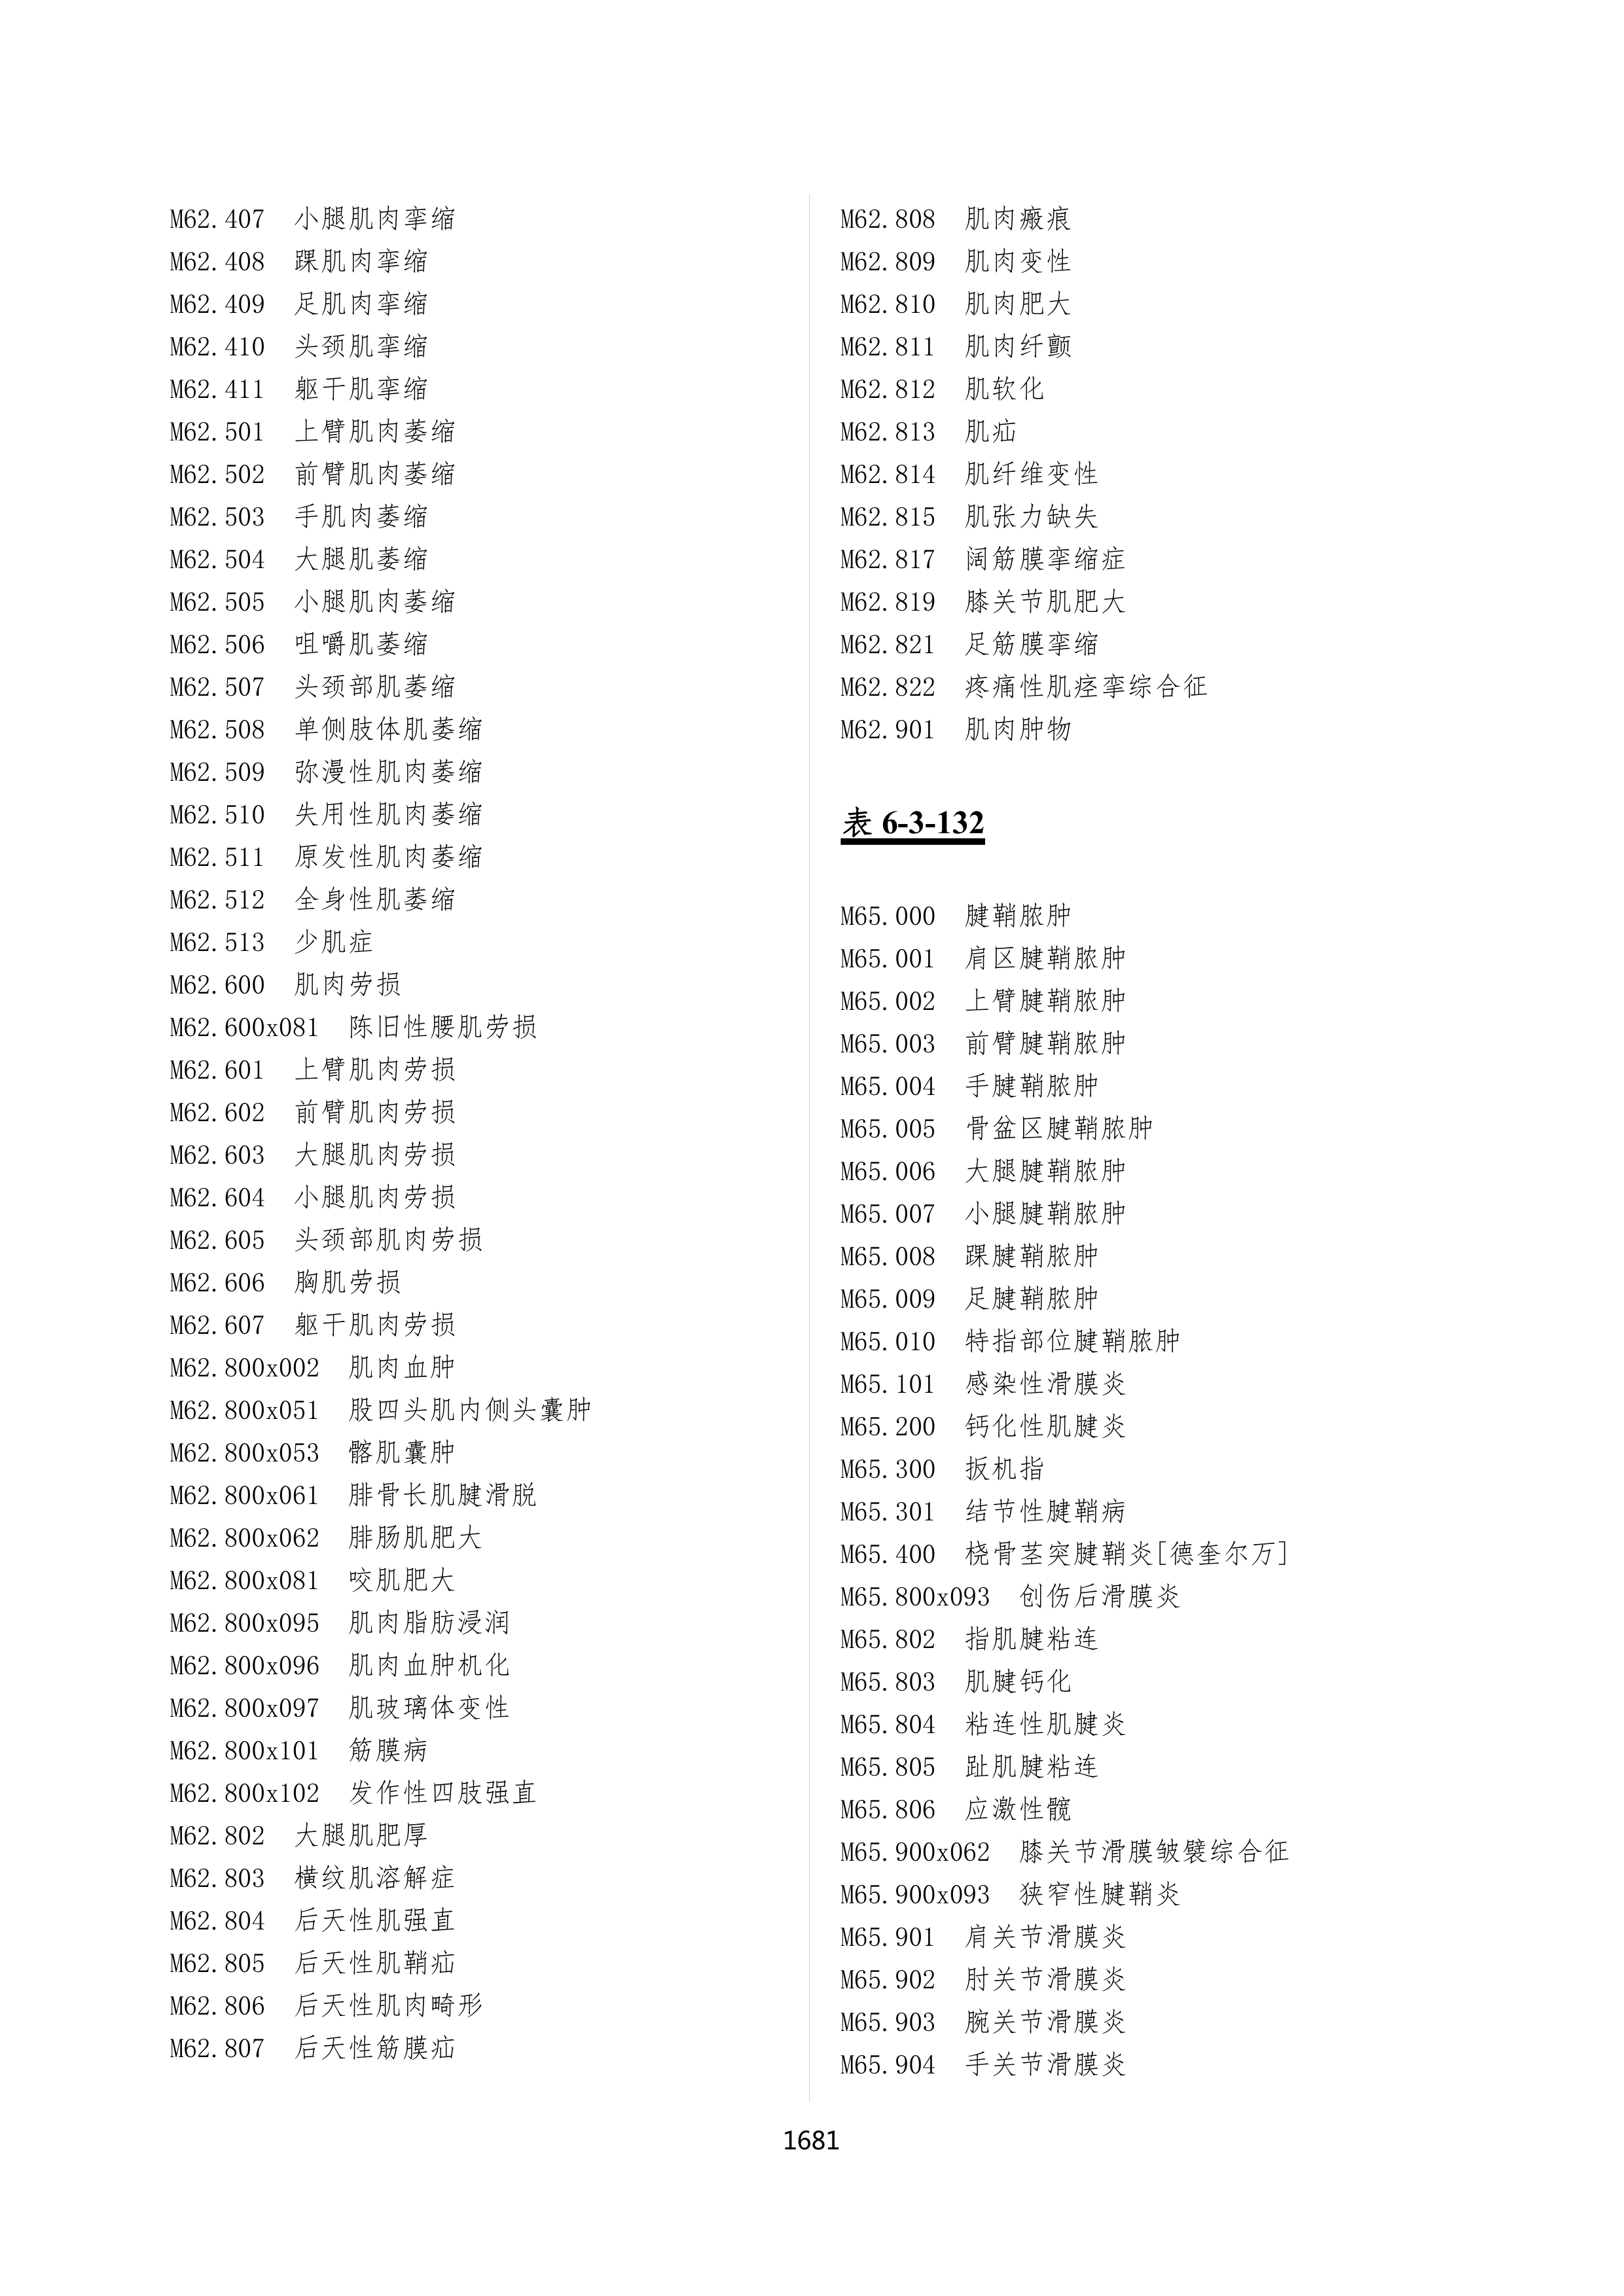 M62.407 小腿肌肉挛缩
M62.408 踝肌肉挛缩
M62.409 足肌肉挛缩
M62.410 头颈肌挛缩
M62.411 躯干肌挛缩
M62.501 上臂肌肉萎缩
M62.502 前臂肌肉萎缩
M62.503 手肌肉萎缩
M62.504 大腿肌萎缩
M62.505 小腿肌肉萎缩
M62.506 咀嚼肌萎缩
M62.507 头颈部肌萎缩
M62.508 单侧肢体肌萎缩
M62.509 弥漫性肌肉萎缩
M62.510 失用性肌肉萎缩
M62.511 原发性肌肉萎缩
M62.512 全身性肌萎缩
M62.513 少肌症
M62.600 肌肉劳损
M62.600x081 陈旧性腰肌劳损
M62.601 上臂肌肉劳损
M62.602 前臂肌肉劳损
M62.603 大腿肌肉劳损
M62.604 小腿肌肉劳损
M62.605 头颈部肌肉劳损
M62.606 胸肌劳损
M62.607 躯干肌肉劳损
M62.800x002 肌肉血肿
M62.800x051 股四头肌内侧头囊肿
M62.800x053 髂肌囊肿
M62.800x061 腓骨长肌腱滑脱
M62.800x062 腓肠肌肥大
M62.800x081 咬肌肥大
M62.800x095 肌肉脂肪浸润
M62.800x096 肌肉血肿机化
M62.800x097 肌玻璃体变性
M62.800x101 筋膜病
M62.800x102 发作性四肢强直
M62.802 大腿肌肥厚
M62.803 横纹肌溶解症
M62.804 后天性肌强直
M62.805 后天性肌鞘疝
M62.806 后天性肌肉畸形
M62.807 后天性筋膜疝
M62.808 肌肉瘢痕
M62.809 肌肉变性
M62.810 肌肉肥大
M62.811 肌肉纤颤
M62.812 肌软化
M62.813 肌疝
M62.814 肌纤维变性
M62.815 肌张力缺失
M62.817 阔筋膜挛缩症
M62.819 膝关节肌肥大
M62.821 足筋膜挛缩
M62.822 疼痛性肌痉挛综合征
M62.901 肌肉肿物
表 6-3-132
M65.000 腱鞘脓肿
M65.001 肩区腱鞘脓肿
M65.002 上臂腱鞘脓肿
M65.003 前臂腱鞘脓肿
M65.004 手腱鞘脓肿
M65.005 骨盆区腱鞘脓肿
M65.006 大腿腱鞘脓肿
M65.007 小腿腱鞘脓肿
M65.008 踝腱鞘脓肿
M65.009 足腱鞘脓肿
M65.010 特指部位腱鞘脓肿
M65.101 感染性滑膜炎
M65.200 钙化性肌腱炎
M65.300 扳机指
M65.301 结节性腱鞘病
M65.400 桡骨茎突腱鞘炎[德奎尔万]
M65.800x093 创伤后滑膜炎
M65.802 指肌腱粘连
M65.803 肌腱钙化
M65.804 粘连性肌腱炎
M65.805 趾肌腱粘连
M65.806 应激性髋
M65.900x062 膝关节滑膜皱襞综合征
M65.900x093 狭窄性腱鞘炎
M65.901 肩关节滑膜炎
M65.902 肘关节滑膜炎
M65.903 腕关节滑膜炎
M65.904 手关节滑膜炎
1681